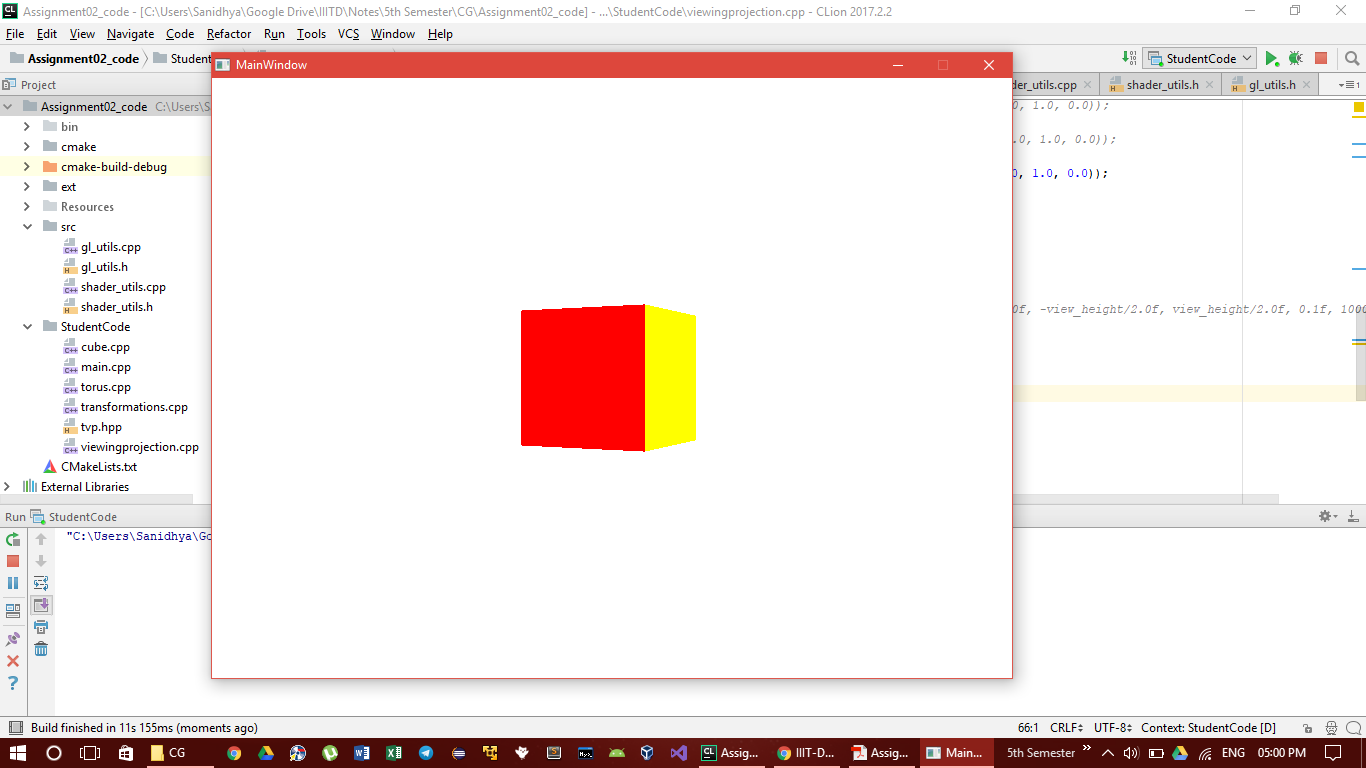 Assignment02_code - [C:\Users\Sanidhya\Google Drive\IIITD\Notes\5th Semester\CG\Assignment02_code] - ...\StudentCode\viewingprojection.cpp - CLion 2017.2.2
File Edit View Navigate Code Refactor Run Tools VCS Window Help
Assignment02_code Student StudentCode
MainWindow
Project der_utils.cpp shader_utils.h gl_utils.h
Assignment02_code C:\Users\S
0, 1.0, 0.0));
bin
cmake
.0, 1.0, 0.0));
cmake-build-debug
0, 1.0, 0.0));
ext
Resources
src
gl_utils.cpp
gl_utils.h
shader_utils.cpp
shader_utils.h
0f, -view_height/2.0f, view_height/2.0f, 0.1f, 1000
StudentCode
cube.cpp
main.cpp
torus.cpp
transformations.cpp
tvp.hpp
viewingprojection.cpp
CMakeLists.txt
External Libraries
Run StudentCode
"C:\Users\Sanidhya\Go
Build finished in 11s 155ms (moments ago) 66:1 CRLF UTF-8 Context: StudentCode [D]
CG Assig... IIIT-D... Assig... Main... 5th Semester ENG 05:00 PM